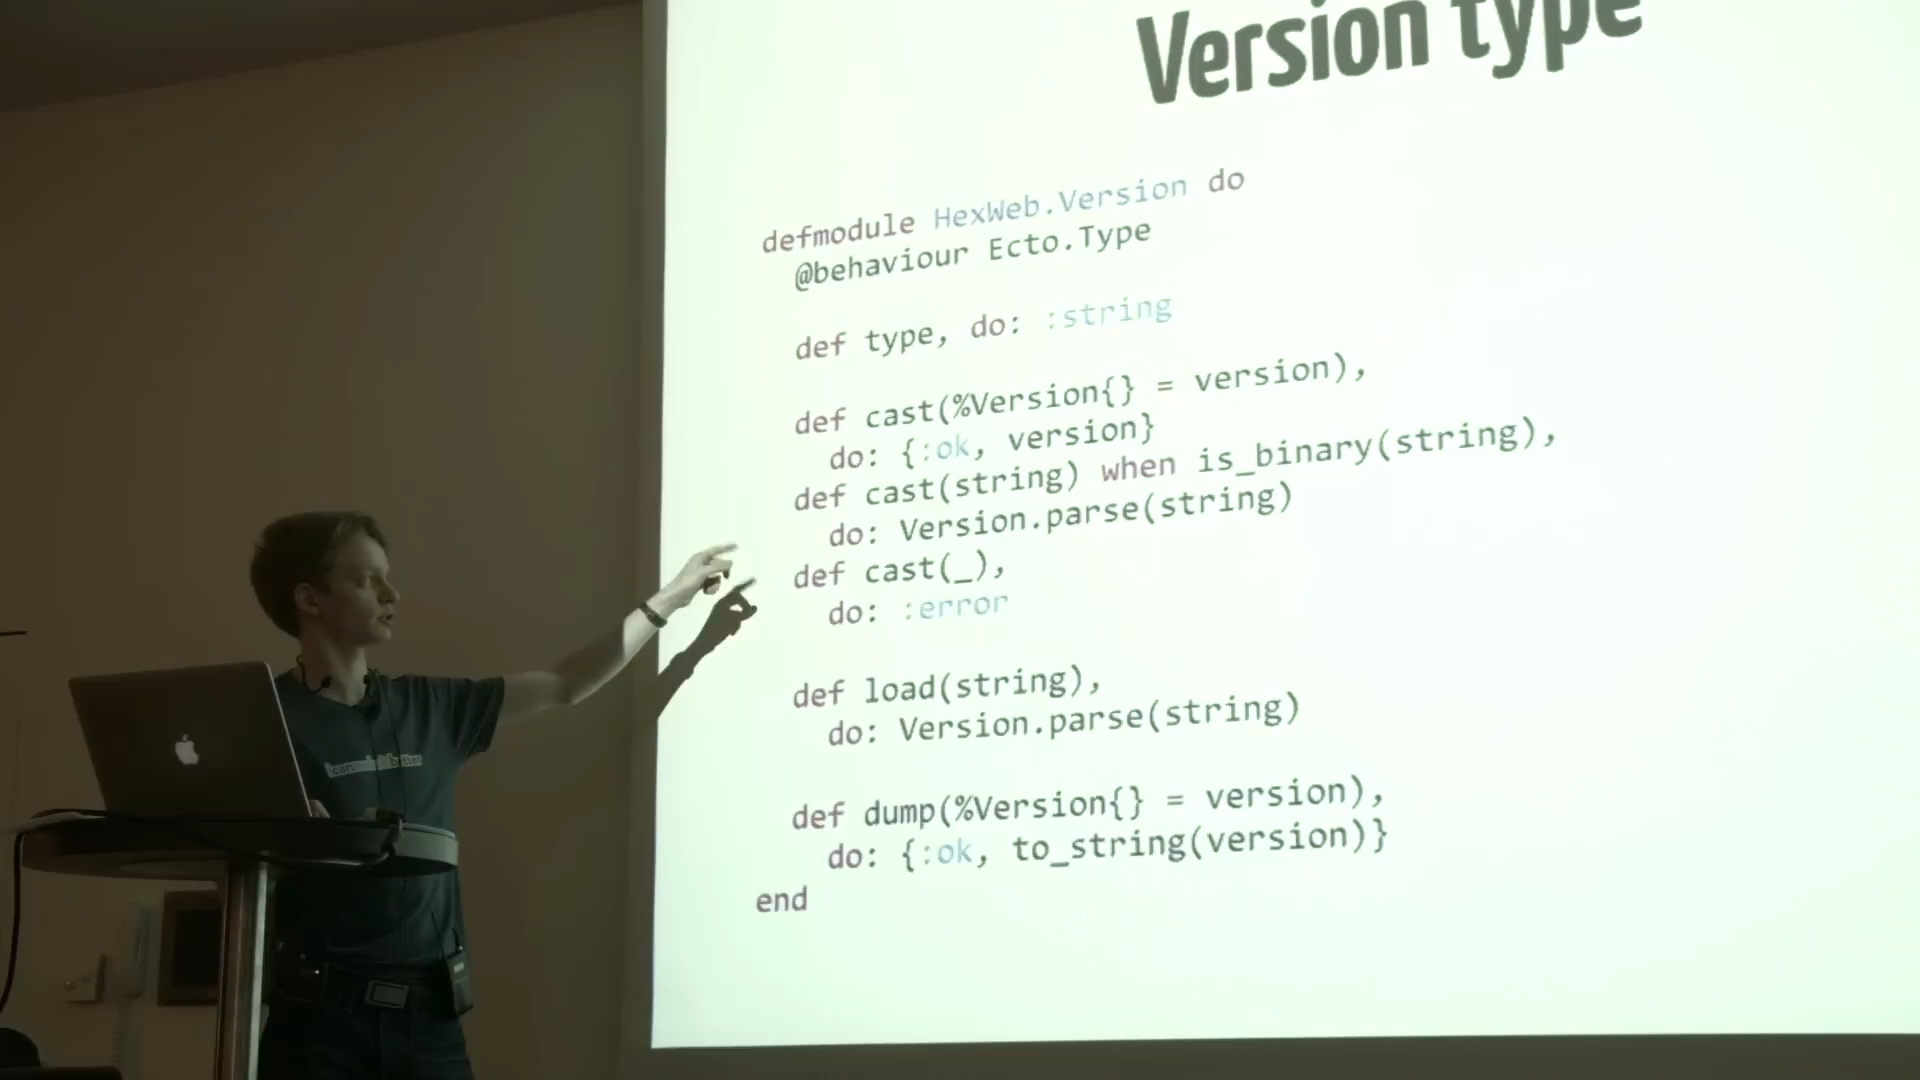 Version type
defmodule HexWeb.Version do
@behaviour Ecto.Type
def type, do: :string
def cast(%Version{} = version),
do: {:ok, version}
def cast(string) when is_binary(string),
do: Version.parse(string)
def cast(_),
do: :error
def load(string),
do: Version.parse(string)
def dump(%Version{} = version),
do: {:ok, to_string(version)}
end